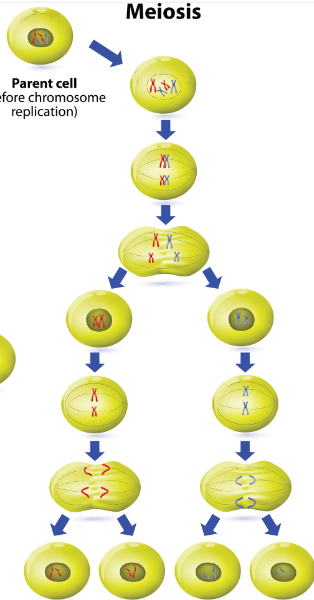 Meiosis
Parent cell
efore chromosome
replication)